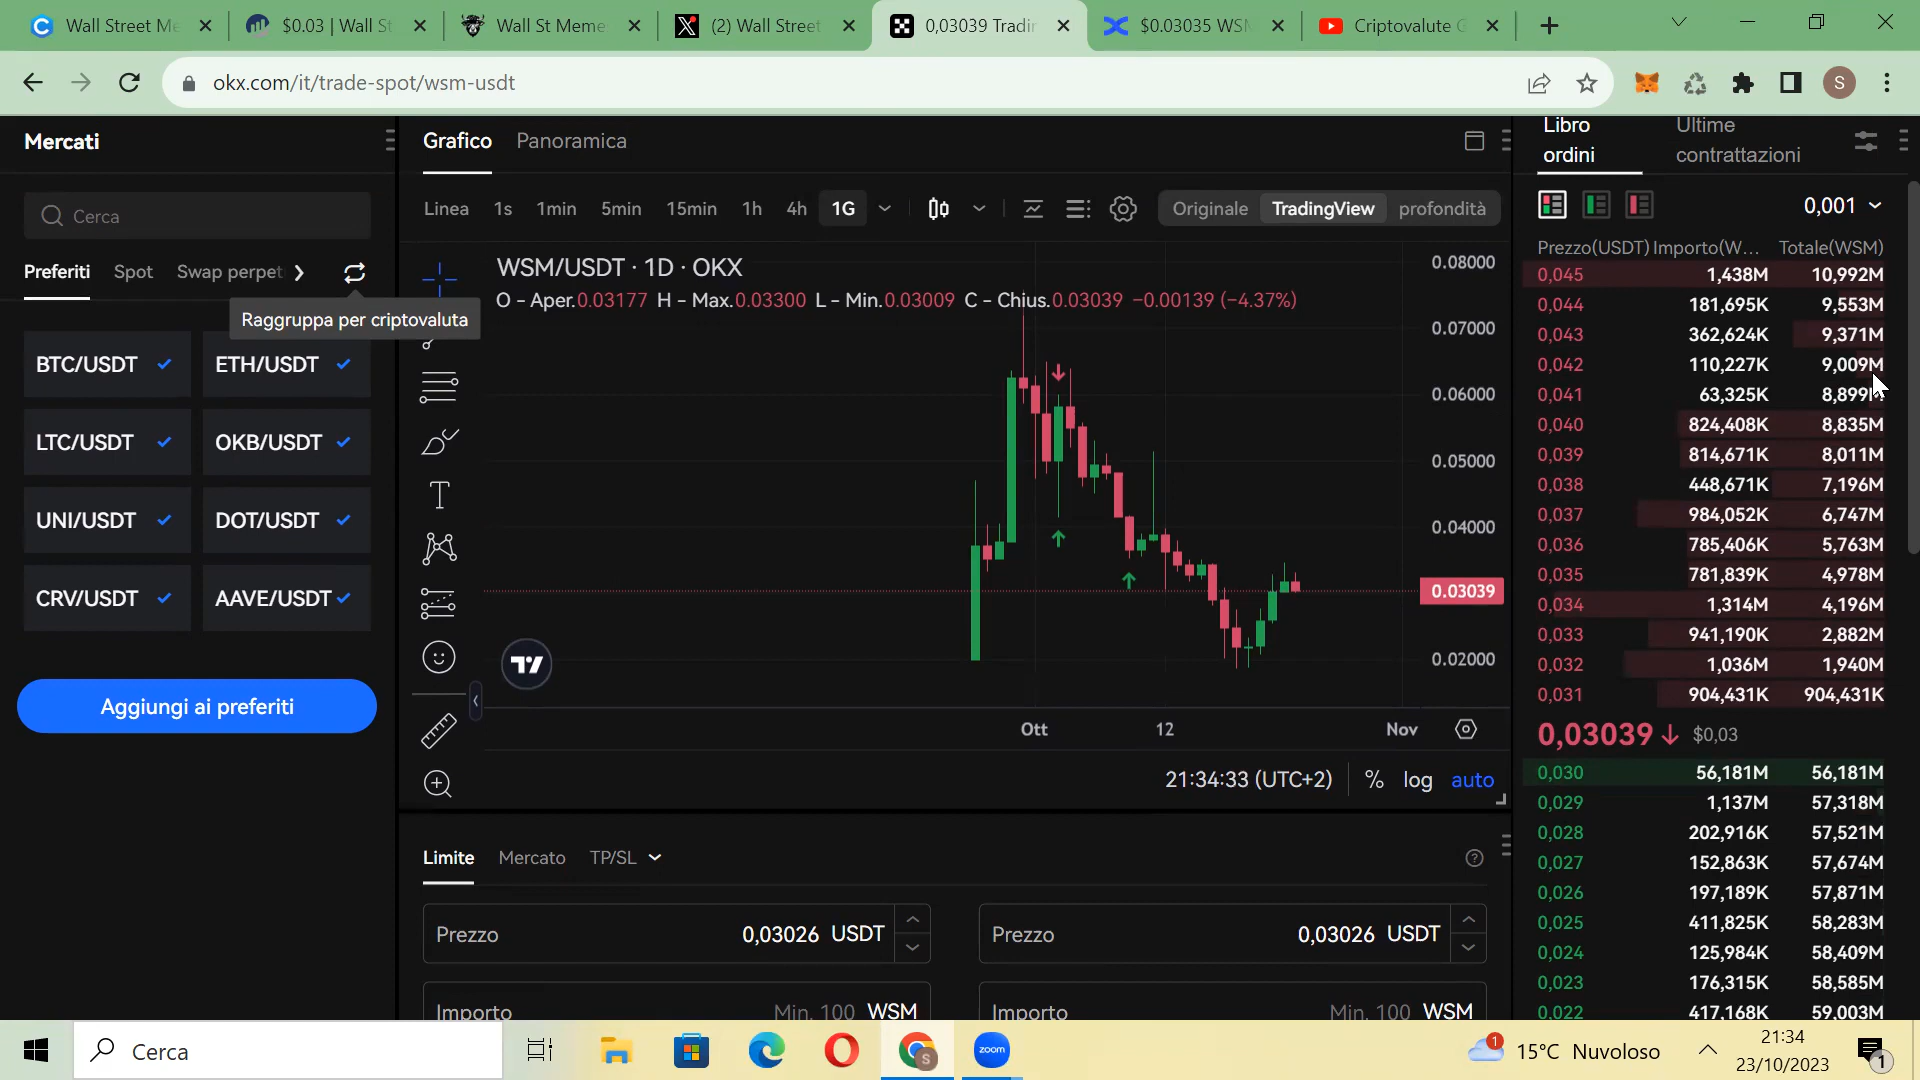 Wall Street Me
$0.03 | Wall St
Wall St Meme
(2) Wall Street
0,03039 Tradin
$0.03035 WSM
Criptovalute G
okx.com/it/trade-spot/wsm-usdt
S
Mercati
Cerca
Preferiti Spot Swap perpet
Raggruppa per criptovaluta
BTC/USDT ETH/USDT
LTC/USDT OKB/USDT
UNI/USDT DOT/USDT
CRV/USDT AAVE/USDT
Aggiungi ai preferiti
Grafico Panoramica
Linea 1s 1min 5min 15min 1h 4h 1G
Originale TradingView profondità
WSM/USDT · 1D · OKX
O – Aper.0.03177 H – Max.0.03300 L – Min.0.03009 C – Chius.0.03039 −0.00139 (−4.37%)
0.08000
0.07000
0.06000
0.05000
0.04000
0.03039
0.02000
Ott 12 Nov
21:34:33 (UTC+2) % log auto
Limite Mercato TP/SL
Prezzo 0,03026 USDT
Prezzo 0,03026 USDT
Importo Min. 100 WSM
Importo Min. 100 WSM
Libro ordini
Ultime contrattazioni
0,001
Prezzo(USDT) Importo(W... Totale(WSM)
0,045 1,438M 10,992M
0,044 181,695K 9,553M
0,043 362,624K 9,371M
0,042 110,227K 9,009M
0,041 63,325K 8,899M
0,040 824,408K 8,835M
0,039 814,671K 8,011M
0,038 448,671K 7,196M
0,037 984,052K 6,747M
0,036 785,406K 5,763M
0,035 781,839K 4,978M
0,034 1,314M 4,196M
0,033 941,190K 2,882M
0,032 1,036M 1,940M
0,031 904,431K 904,431K
0,03039 $0,03
0,030 56,181M 56,181M
0,029 1,137M 57,318M
0,028 202,916K 57,521M
0,027 152,863K 57,674M
0,026 197,189K 57,871M
0,025 411,825K 58,283M
0,024 125,984K 58,409M
0,023 176,315K 58,585M
0,022 417,168K 59,003M
Cerca
zoom
1
15°C Nuvoloso
21:34
23/10/2023
1